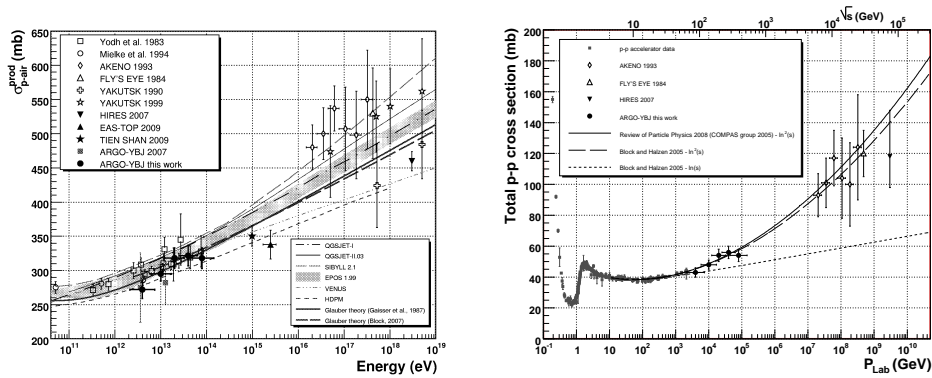 σ prod p-air (mb)
650
600
550
500
450
400
350
300
250
200
Yodh et al. 1983
Mielke et al. 1994
AKENO 1993
FLY'S EYE 1984
YAKUTSK 1990
YAKUTSK 1999
HIRES 2007
EAS-TOP 2009
TIEN SHAN 2009
ARGO-YBJ 2007
ARGO-YBJ this work
QGSJET-I
QGSJET-II.03
SIBYLL 2.1
EPOS 1.99
VENUS
HDPM
Glauber theory (Gaisser et al., 1987)
Glauber theory (Block, 2007)
10^11 10^12 10^13 10^14 10^15 10^16 10^17 10^18 10^19
Energy (eV)
√s (GeV)
10 10^2 10^3 10^4 10^5
Total p-p cross section (mb)
200
180
160
140
120
100
80
60
40
20
0
p-p accelerator data
AKENO 1993
FLY'S EYE 1984
HIRES 2007
ARGO-YBJ this work
Review of Particle Physics 2008 (COMPAS group 2005) - ln²(s)
Block and Halzen 2005 - ln²(s)
Block and Halzen 2005 - ln(s)
10^-1 1 10 10^2 10^3 10^4 10^5 10^6 10^7 10^8 10^9 10^10
P_Lab (GeV)